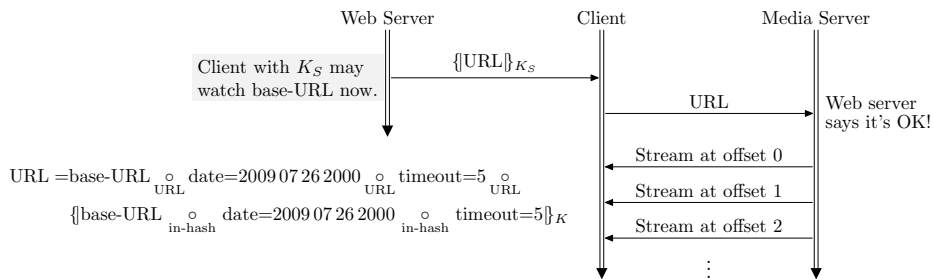 Web Server
Client
Media Server
Client with K_S may
watch base-URL now.
{|URL|}_{K_S}
URL
Web server
says it's OK!
Stream at offset 0
Stream at offset 1
Stream at offset 2
⋮
URL =base-URL ∘_URL date=2009 07 26 2000 ∘_URL timeout=5 ∘_URL
{|base-URL ∘_in-hash date=2009 07 26 2000 ∘_in-hash timeout=5|}_K